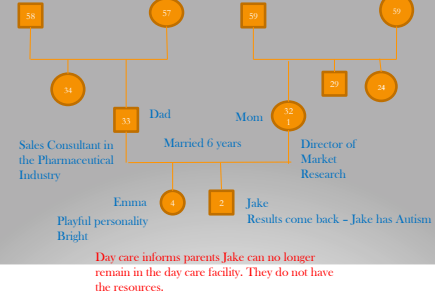 58
57
59
59
34
29
24
33
Dad
Mom
32
1
Sales Consultant in
the Pharmaceutical
Industry
Married 6 years
Director of
Market
Research
Emma
4
2
Jake
Playful personality
Bright
Results come back – Jake has Autism
Day care informs parents Jake can no longer
remain in the day care facility. They do not have
the resources.